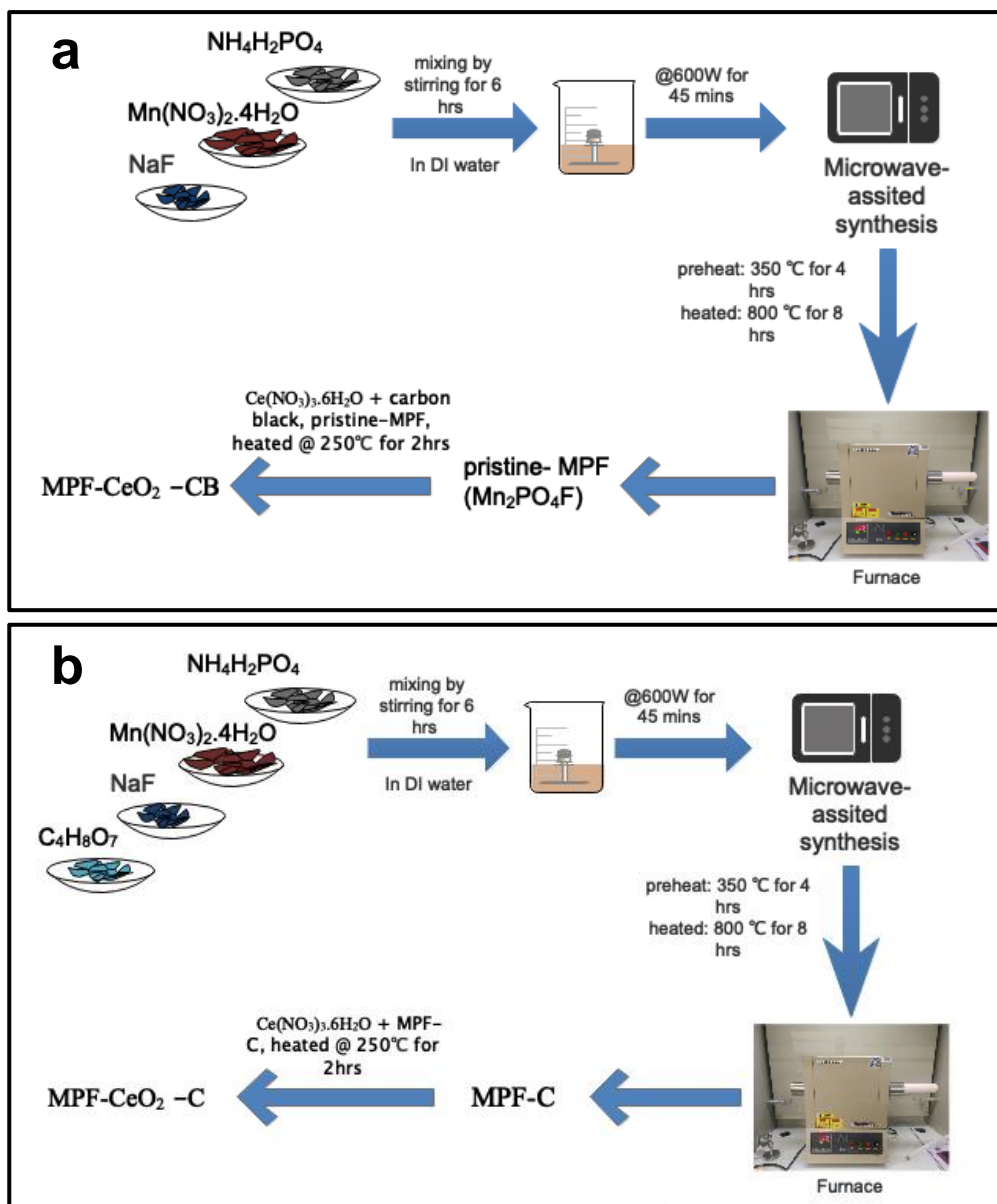 a
NH₄H₂PO₄
Mn(NO₃)₂.4H₂O
NaF
mixing by
stirring for 6
hrs
In DI water
@600W for
45 mins
Microwave-
assited
synthesis
preheat: 350 ℃ for 4
hrs
heated: 800 ℃ for 8
hrs
Furnace
pristine- MPF
(Mn₂PO₄F)
Ce(NO₃)₃.6H₂O + carbon
black, pristine-MPF,
heated @ 250℃ for 2hrs
MPF-CeO₂ –CB
b
NH₄H₂PO₄
Mn(NO₃)₂.4H₂O
NaF
C₄H₈O₇
mixing by
stirring for 6
hrs
In DI water
@600W for
45 mins
Microwave-
assited
synthesis
preheat: 350 ℃ for 4
hrs
heated: 800 ℃ for 8
hrs
Furnace
MPF-C
Ce(NO₃)₃.6H₂O + MPF-
C, heated @ 250℃ for
2hrs
MPF-CeO₂ –C